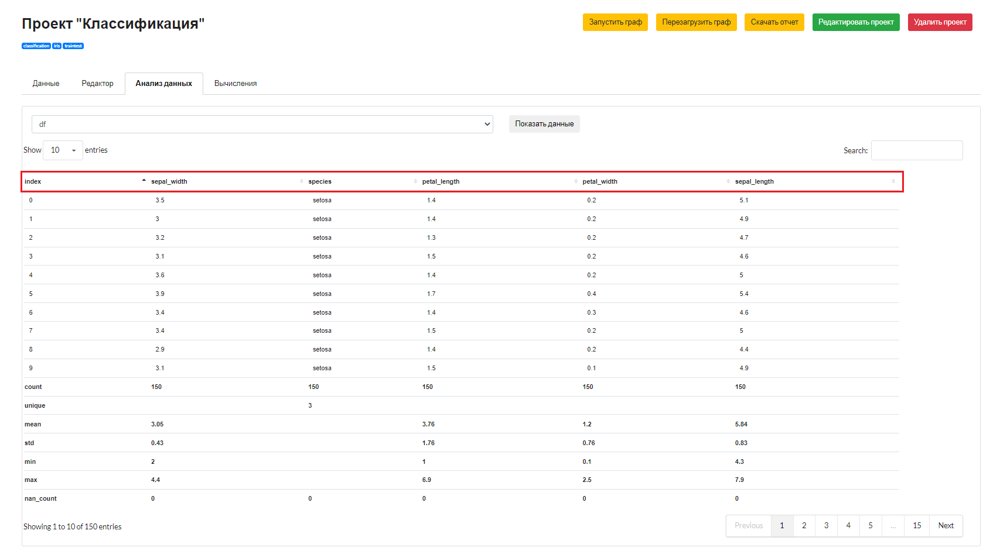 Проект "Классификация"
Запустить граф Перезагрузить граф Скачать отчет Редактировать проект Удалить проект
classification iris traintest
Данные Редактор Анализ данных Вычисления
df Показать данные
Show 10 entries Search:
index sepal_width species petal_length petal_width sepal_length
0 3.5 setosa 1.4 0.2 5.1
1 3 setosa 1.4 0.2 4.9
2 3.2 setosa 1.3 0.2 4.7
3 3.1 setosa 1.5 0.2 4.6
4 3.6 setosa 1.4 0.2 5
5 3.9 setosa 1.7 0.4 5.4
6 3.4 setosa 1.4 0.3 4.6
7 3.4 setosa 1.5 0.2 5
8 2.9 setosa 1.4 0.2 4.4
9 3.1 setosa 1.5 0.1 4.9
count 150 150 150 150 150
unique 3
mean 3.05 3.76 1.2 5.84
std 0.43 1.76 0.76 0.83
min 2 1 0.1 4.3
max 4.4 6.9 2.5 7.9
nan_count 0 0 0 0 0
Showing 1 to 10 of 150 entries Previous 1 2 3 4 5 ... 15 Next